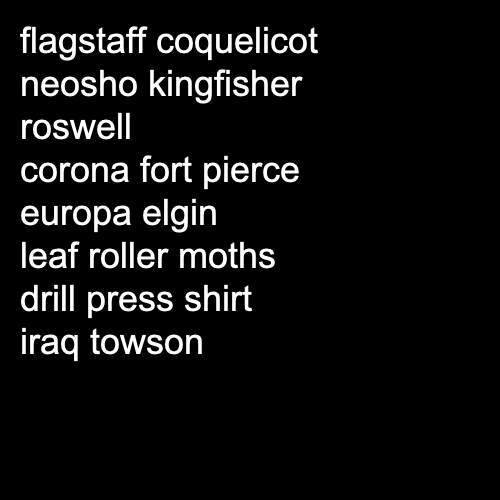 flagstaff coquelicot
neosho kingfisher
roswell
corona fort pierce
europa elgin
leaf roller moths
drill press shirt
iraq towson